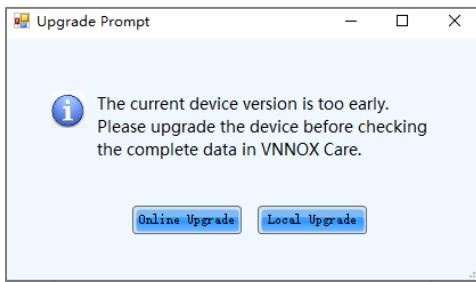 Upgrade Prompt
The current device version is too early.
Please upgrade the device before checking
the complete data in VNNOX Care.
Online Upgrade
Local Upgrade